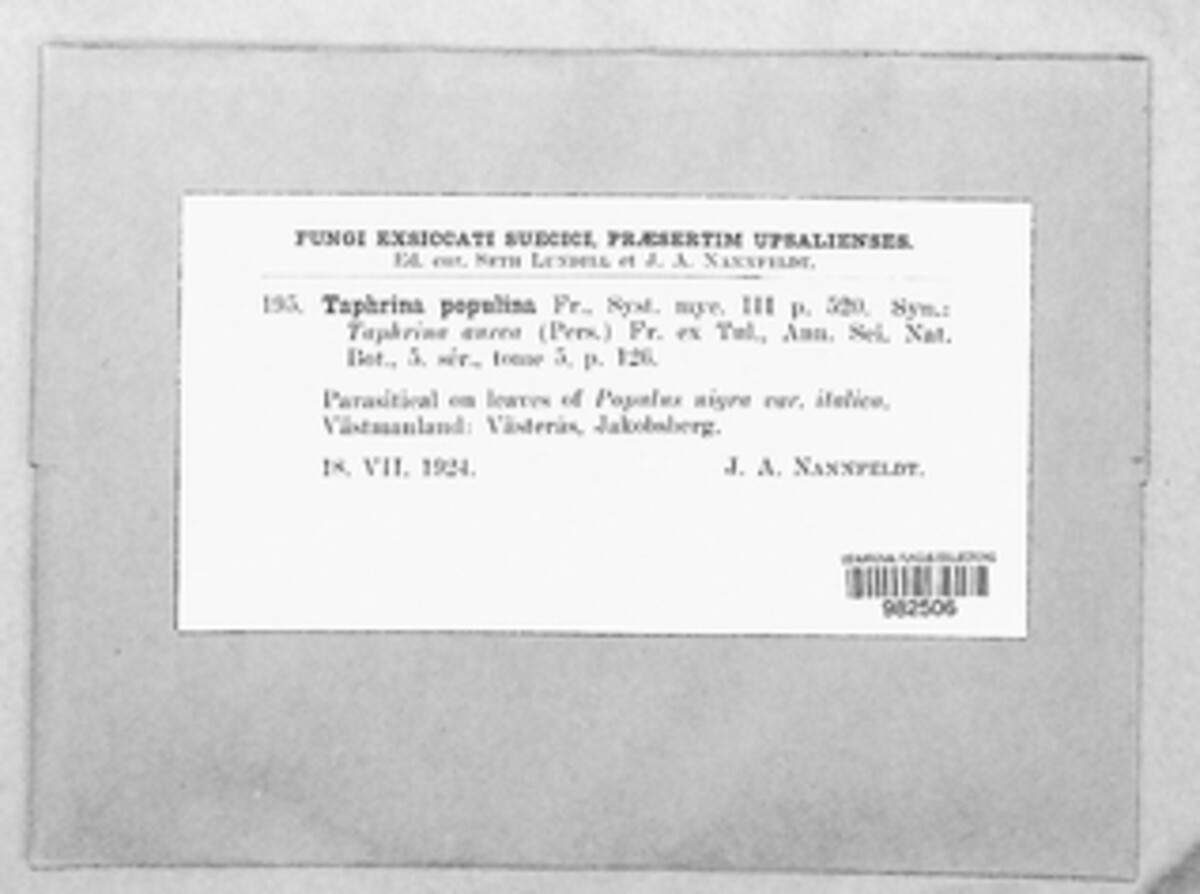 FUNGI EXSICCATI SUECICI, PRÆSERTIM UPSALIENSES.
Ed. cur. Seth Lundell et J. A. Nannfeldt.
195. Taphrina populina Fr., Syst. myc. III p. 520. Syn.:
Taphrina aurea (Pers.) Fr. ex Tul., Ann. Sci. Nat.
Bot., 5. sér., tome 5, p. 126.
Parasitical on leaves of Populus nigra var. italica.
Västmanland: Västerås, Jakobsberg.
18. VII. 1924. J. A. Nannfeldt.
982506